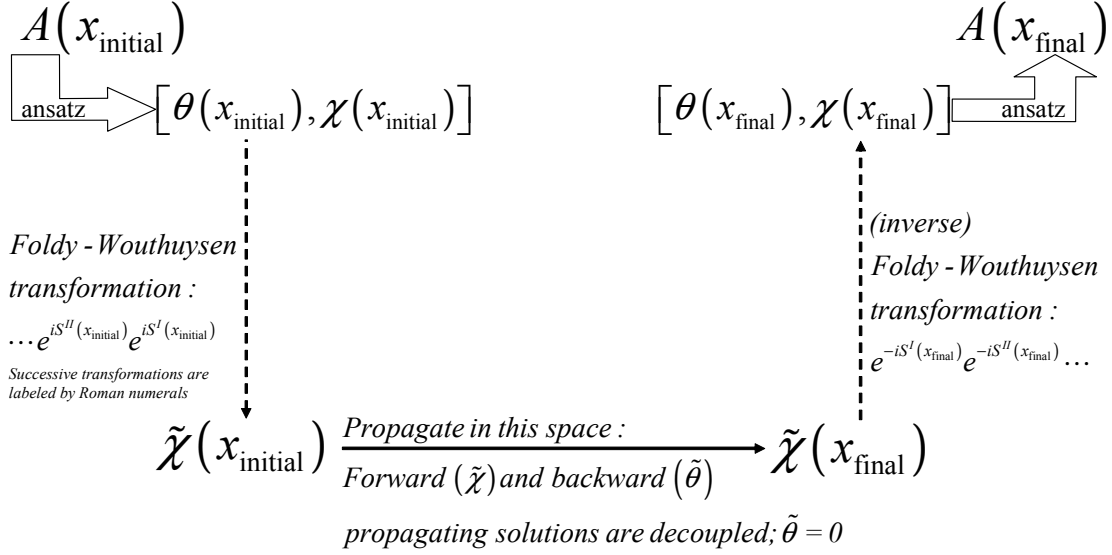 A(x_initial)
ansatz
[θ(x_initial), χ(x_initial)]
A(x_final)
[θ(x_final), χ(x_final)]
ansatz
Foldy - Wouthuysen
transformation :
⋯e^{iS^{II}(x_initial)} e^{iS^{I}(x_initial)}
Successive transformations are
labeled by Roman numerals
(inverse)
Foldy - Wouthuysen
transformation :
e^{-iS^{I}(x_final)} e^{-iS^{II}(x_final)} ⋯
χ̃(x_initial)
Propagate in this space :
Forward (χ̃) and backward (θ̃)
propagating solutions are decoupled; θ̃ = 0
χ̃(x_final)